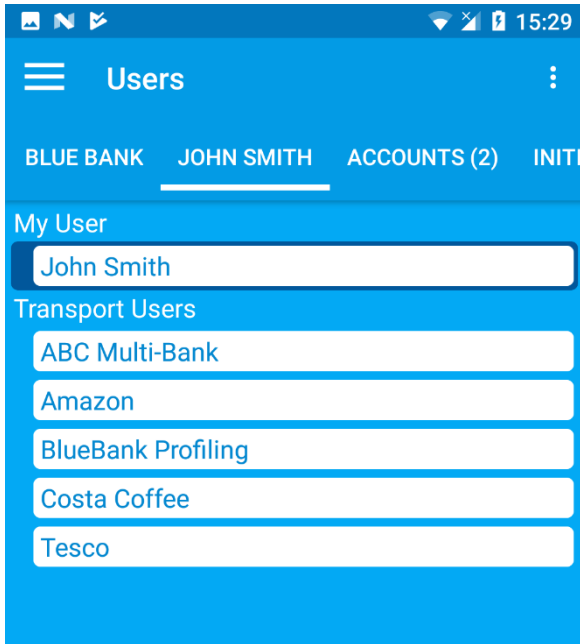 15:29
Users
BLUE BANK JOHN SMITH ACCOUNTS (2) INITI
My User
John Smith
Transport Users
ABC Multi-Bank
Amazon
BlueBank Profiling
Costa Coffee
Tesco